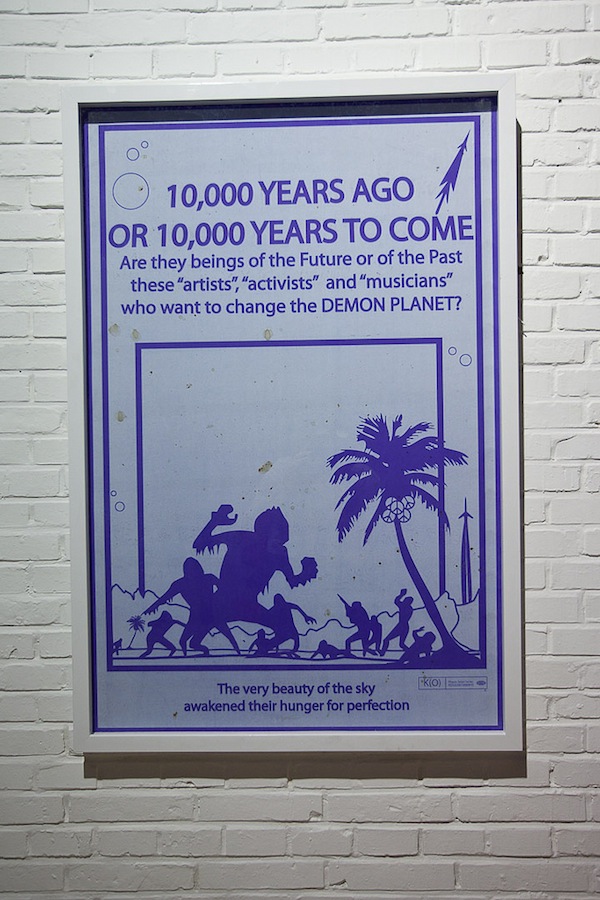 10,000 YEARS AGO
OR 10,000 YEARS TO COME
Are they beings of the Future or of the Past
these "artists", "activists" and "musicians"
who want to change the DEMON PLANET?
The very beauty of the sky
awakened their hunger for perfection
K(O)